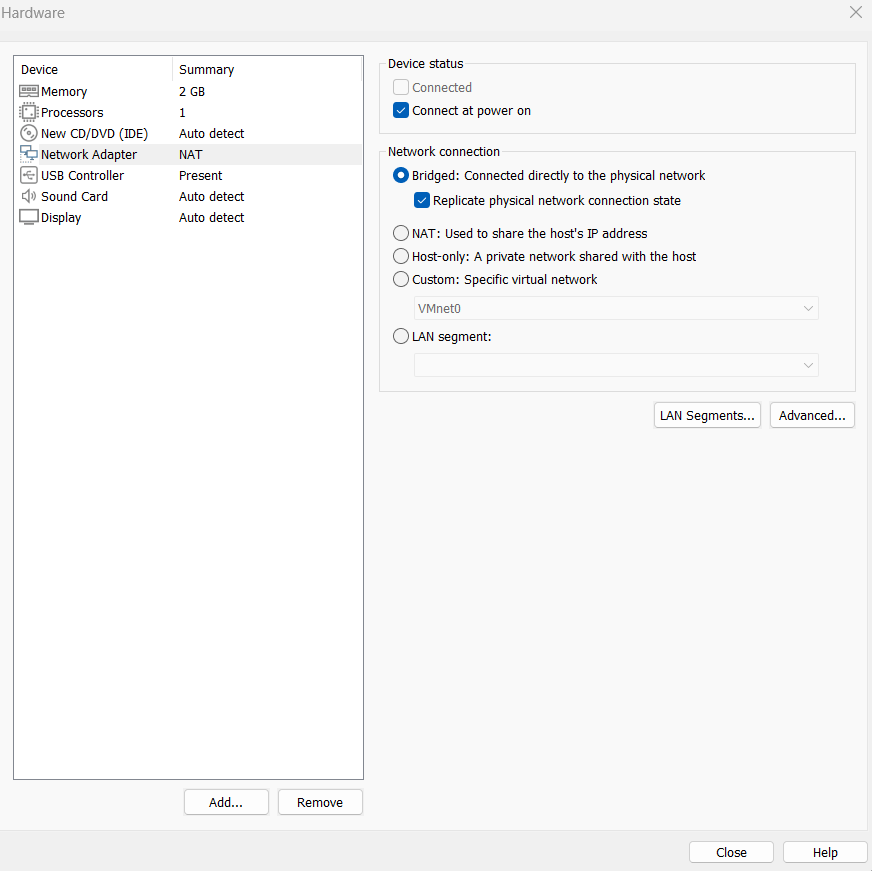 Hardware
Device Summary
Memory 2 GB
Processors 1
New CD/DVD (IDE) Auto detect
Network Adapter NAT
USB Controller Present
Sound Card Auto detect
Display Auto detect
Add... Remove
Device status
Connected
Connect at power on
Network connection
Bridged: Connected directly to the physical network
Replicate physical network connection state
NAT: Used to share the host's IP address
Host-only: A private network shared with the host
Custom: Specific virtual network
VMnet0
LAN segment:
LAN Segments... Advanced...
Close Help